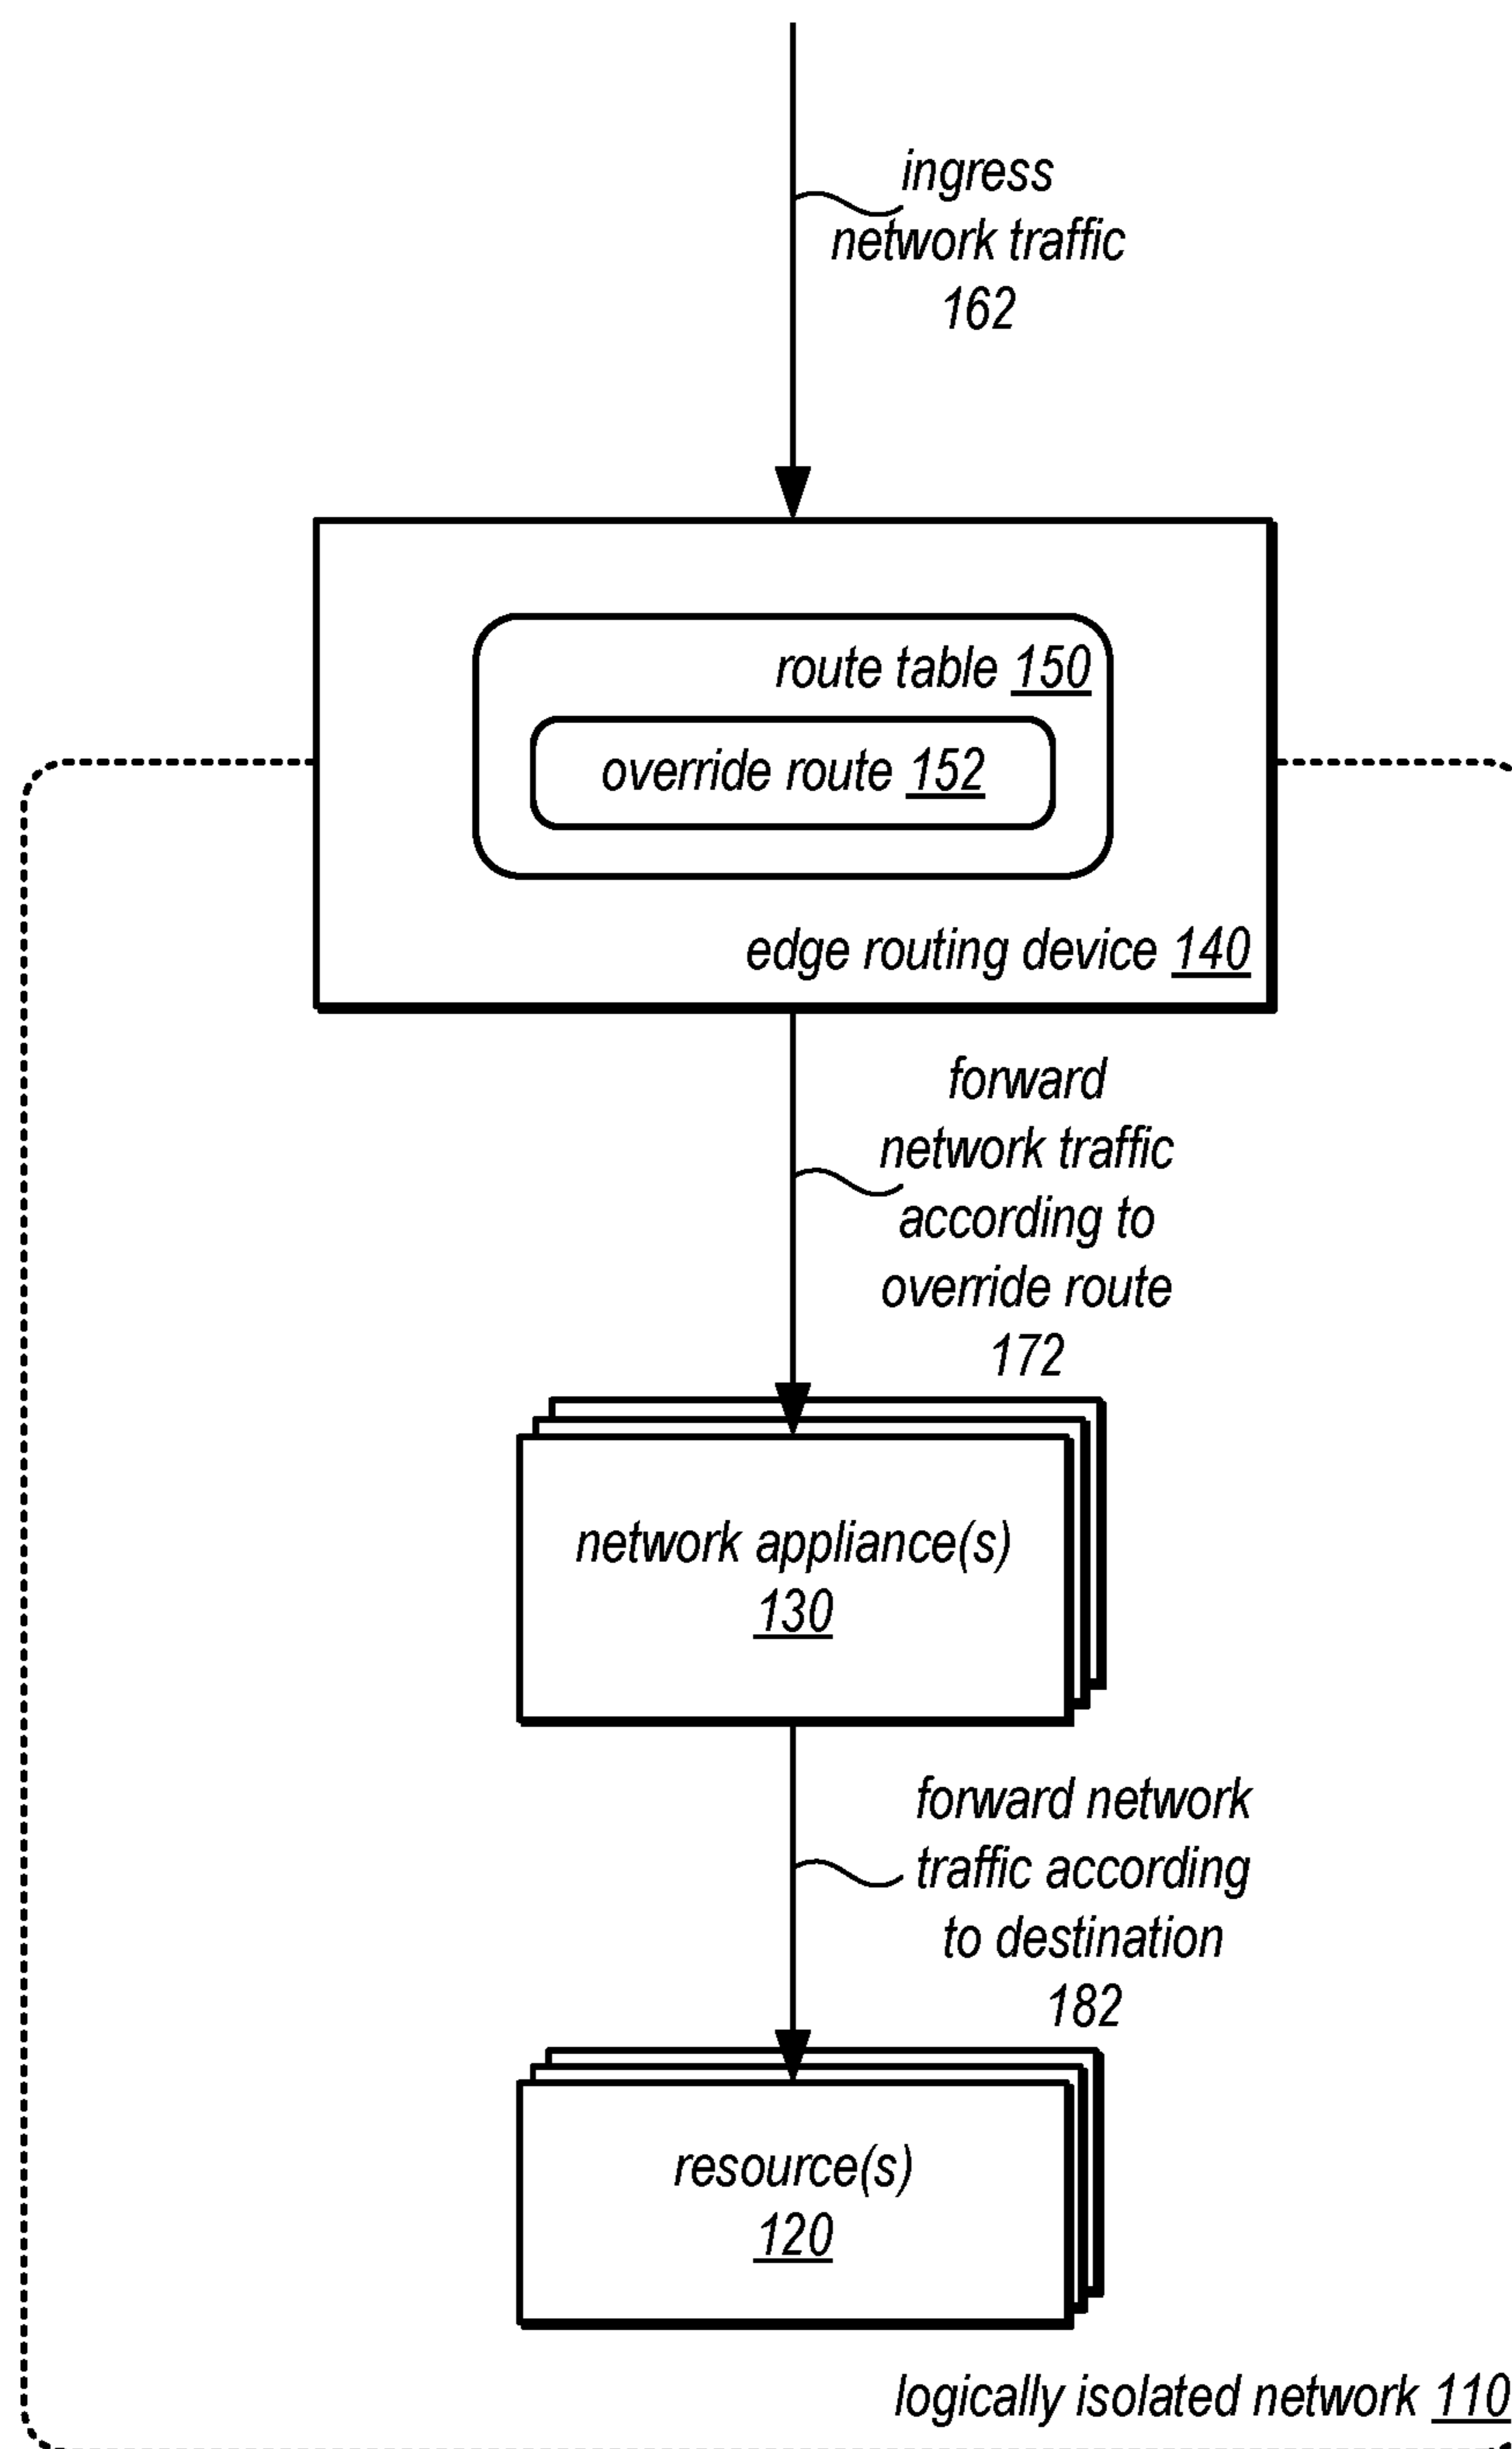 ingress
network traffic
162
route table 150
override route 152
edge routing device 140
forward
network traffic
according to
override route
172
network appliance(s)
130
forward network
traffic according
to destination
182
resource(s)
120
logically isolated network 110